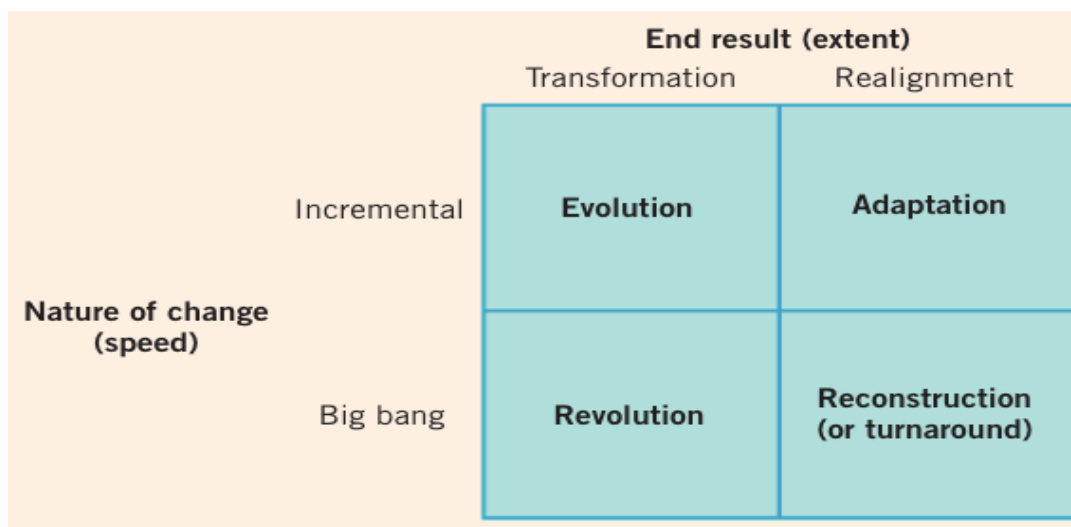 End result (extent)
Transformation Realignment
Incremental Evolution Adaptation
Nature of change
(speed)
Big bang Revolution Reconstruction
(or turnaround)